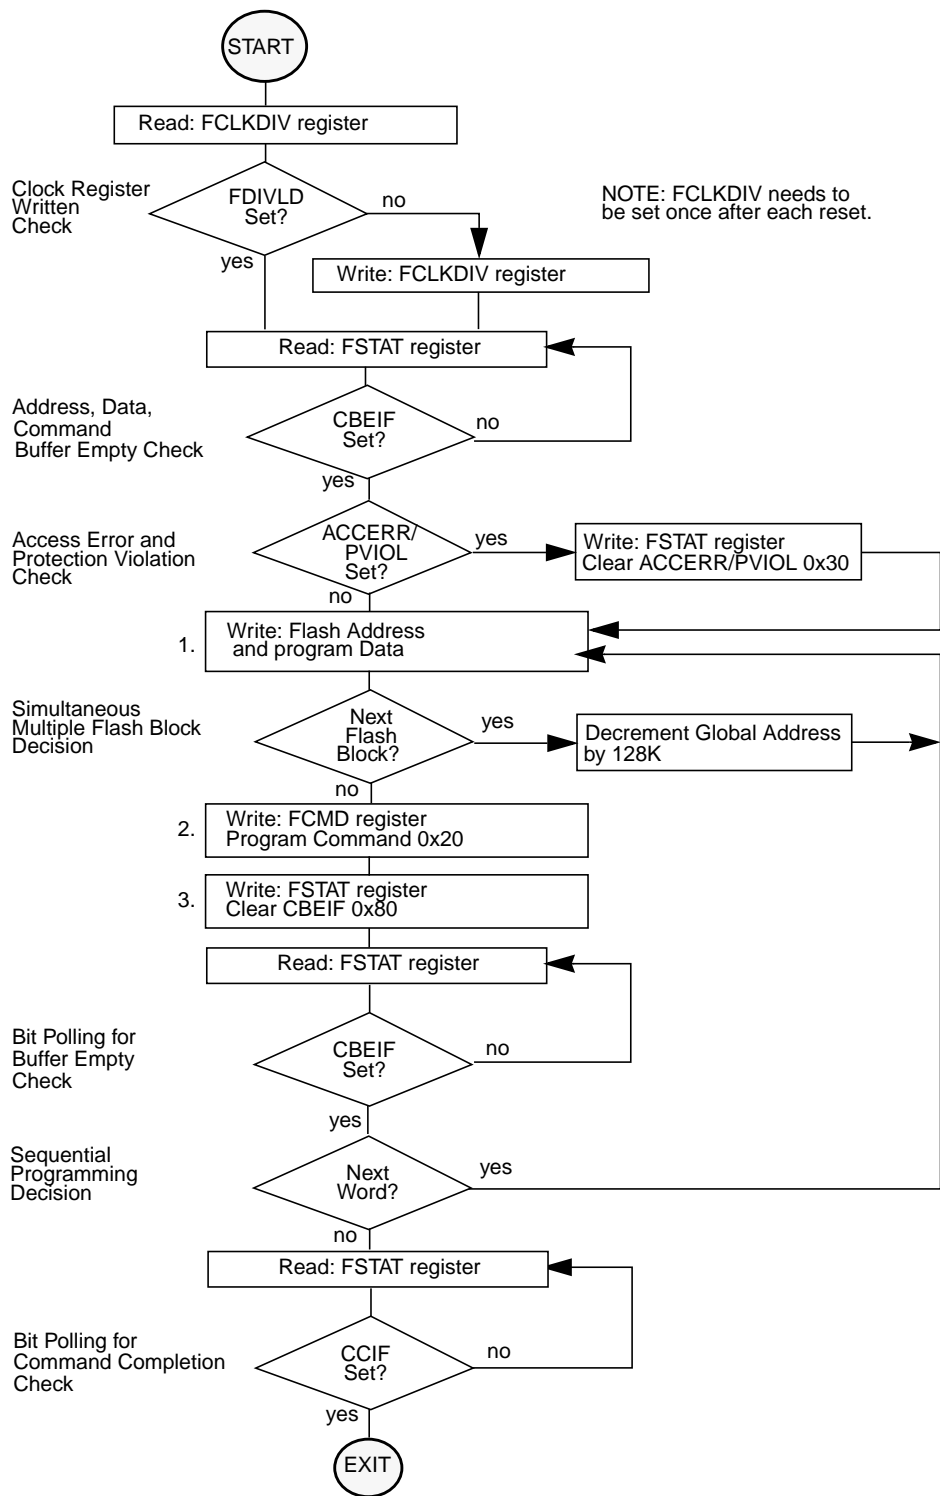 START
Read: FCLKDIV register
Clock Register
Written
Check
FDIVLD
Set?
no
NOTE: FCLKDIV needs to
be set once after each reset.
yes
Write: FCLKDIV register
Read: FSTAT register
Address, Data,
Command
Buffer Empty Check
CBEIF
Set?
no
yes
Access Error and
Protection Violation
Check
ACCERR/
PVIOL
Set?
yes
Write: FSTAT register
Clear ACCERR/PVIOL 0x30
no
1.
Write: Flash Address
and program Data
Simultaneous
Multiple Flash Block
Decision
Next
Flash
Block?
yes
Decrement Global Address
by 128K
no
2.
Write: FCMD register
Program Command 0x20
3.
Write: FSTAT register
Clear CBEIF 0x80
Read: FSTAT register
Bit Polling for
Buffer Empty
Check
CBEIF
Set?
no
yes
Sequential
Programming
Decision
Next
Word?
yes
no
Read: FSTAT register
Bit Polling for
Command Completion
Check
CCIF
Set?
no
yes
EXIT